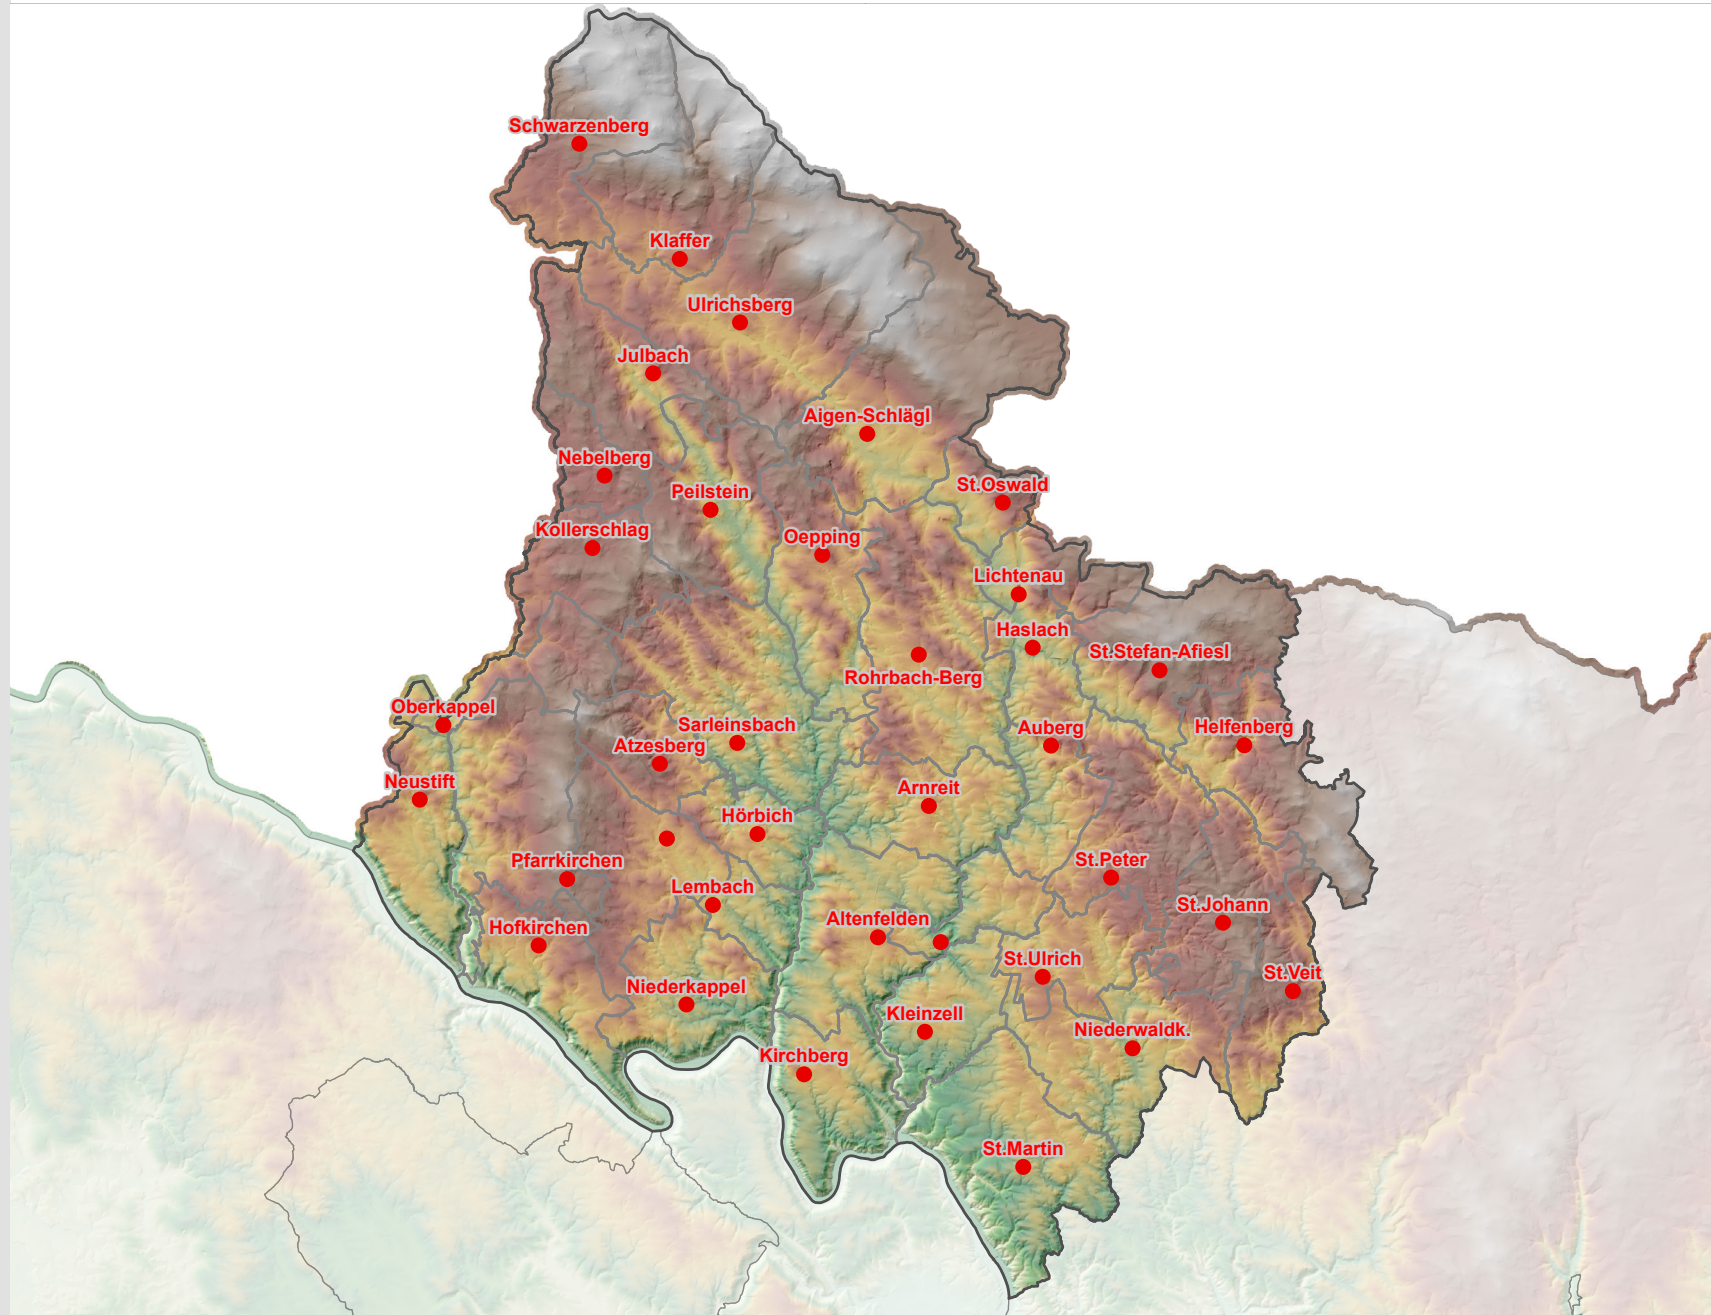 Schwarzenberg
Klaffer
Ulrichsberg
Julbach
Aigen-Schlägl
Nebelberg
St.Oswald
Peilstein
Kollerschlag
Oepping
Lichtenau
Haslach
St.Stefan-Afiesl
Rohrbach-Berg
Oberkappel
Sarleinsbach
Auberg
Helfenberg
Atzesberg
Neustift
Arnreit
Hörbich
Pfarrkirchen
St.Peter
Lembach
St.Johann
Altenfelden
Hofkirchen
St.Ulrich
St.Veit
Niederkappel
Kleinzell
Niederwaldk.
Kirchberg
St.Martin